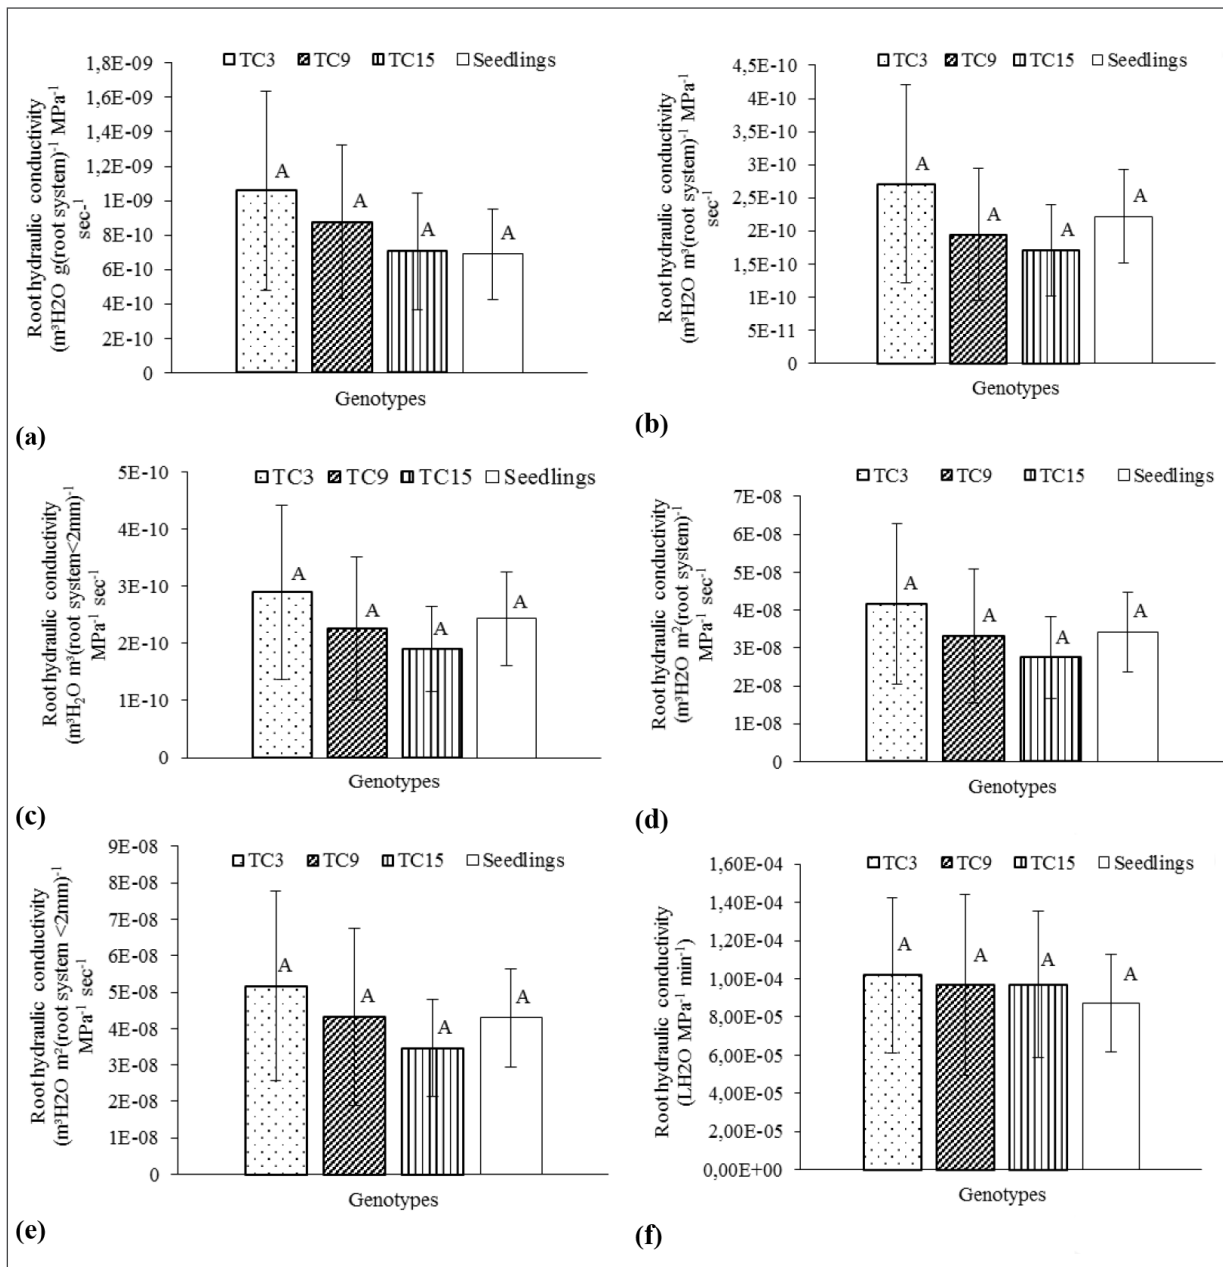 TC3 TC9 TC15 Seedlings
1,8E-09
1,6E-09
1,4E-09
1,2E-09
1E-09
8E-10
6E-10
4E-10
2E-10
0
Root hydraulic conductivity
(m³H2O g(root system)⁻¹ MPa⁻¹
sec-¹
A A A A
Genotypes
(a)
TC3 TC9 TC15 Seedlings
4,5E-10
4E-10
3,5E-10
3E-10
2,5E-10
2E-10
1,5E-10
1E-10
5E-11
0
Root hydraulic conductivity
(m³H2O m³(root system)⁻¹ MPa⁻¹
sec⁻¹
A A A A
Genotypes
(b)
TC3 TC9 TC15 Seedlings
5E-10
4E-10
3E-10
2E-10
1E-10
0
Root hydraulic conductivity
(m³H₂O m³(root system<2mm)⁻¹
MPa⁻¹ sec⁻¹
A A A A
Genotypes
(c)
TC3 TC9 TC15 Seedlings
7E-08
6E-08
5E-08
4E-08
3E-08
2E-08
1E-08
0
Root hydraulic conductivity
(m³H2O m²(root system)⁻¹
MPa⁻¹ sec⁻¹
A A A A
Genotypes
(d)
TC3 TC9 TC15 Seedlings
9E-08
8E-08
7E-08
6E-08
5E-08
4E-08
3E-08
2E-08
1E-08
0
Root hydraulic conductivity
(m³H2O m²(root system <2mm)⁻¹
MPa⁻¹ sec⁻¹
A A A A
Genotypes
(e)
TC3 TC9 TC15 Seedlings
1,60E-04
1,40E-04
1,20E-04
1,00E-04
8,00E-05
6,00E-05
4,00E-05
2,00E-05
0,00E+00
Root hydraulic conductivity
(LH2O MPa⁻¹ min⁻¹)
A A A A
Genotypes
(f)